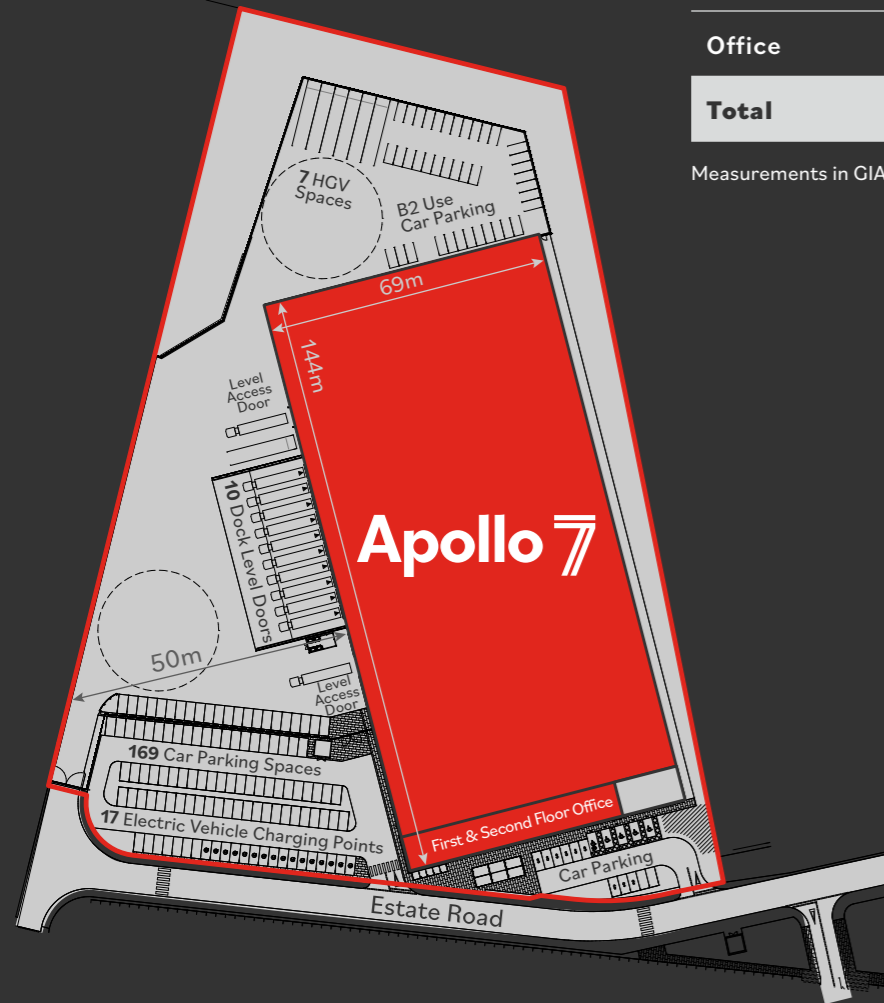 Office
Total
Measurements in GIA
7 HGV
Spaces
B2 Use
Car Parking
69m
144m
Level
Access
Door
10 Dock Level Doors
Apollo 7
50m
Level
Access
Door
169 Car Parking Spaces
17 Electric Vehicle Charging Points
First & Second Floor Office
Car Parking
Estate Road